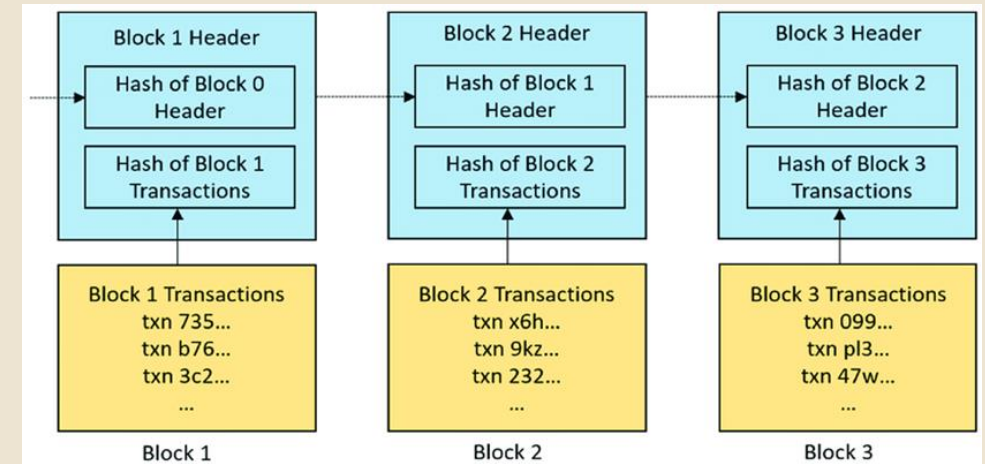 Block 1 Header
Hash of Block 0
Header
Hash of Block 1
Transactions
Block 1 Transactions
txn 735...
txn b76...
txn 3c2...
...
Block 1
Block 2 Header
Hash of Block 1
Header
Hash of Block 2
Transactions
Block 2 Transactions
txn x6h...
txn 9kz...
txn 232...
...
Block 2
Block 3 Header
Hash of Block 2
Header
Hash of Block 3
Transactions
Block 3 Transactions
txn 099...
txn pl3...
txn 47w...
...
Block 3